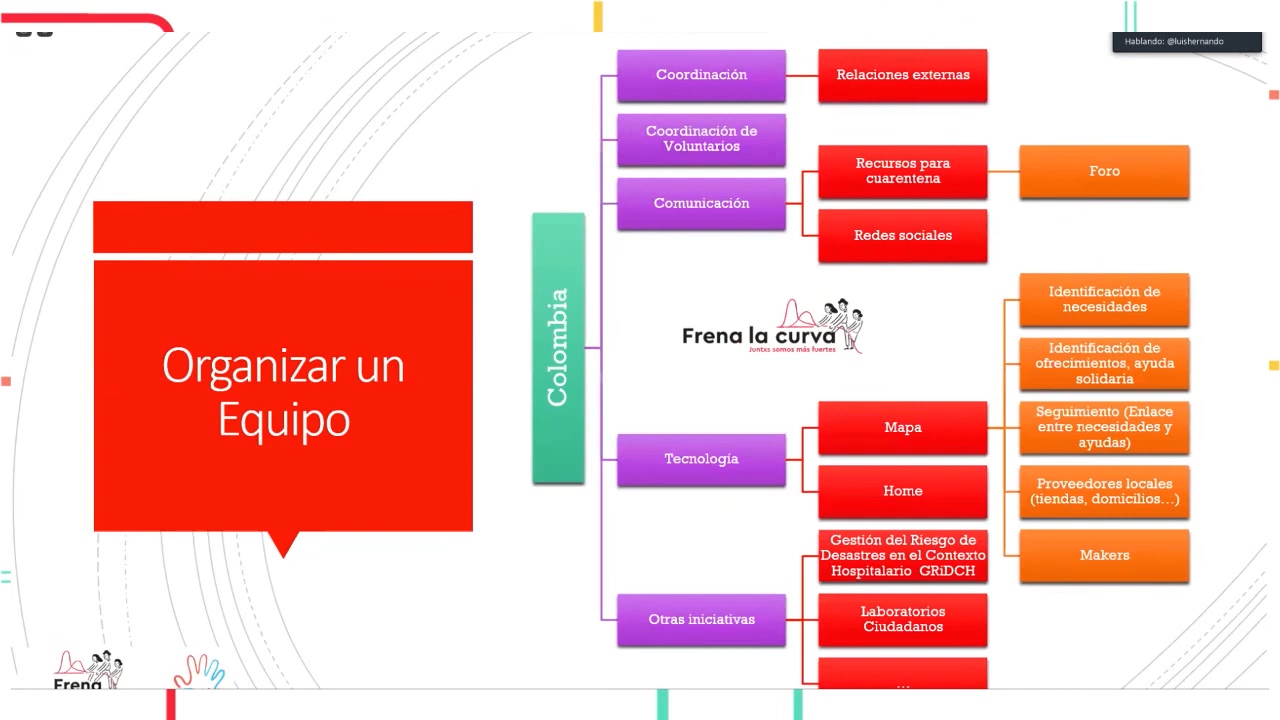 Hablando: @luishernando
Organizar un
Equipo
Colombia
Coordinación
Relaciones externas
Coordinación de
Voluntarios
Comunicación
Recursos para
cuarentena
Foro
Redes sociales
Frena la curva
Juntxs somos más fuertes
Tecnología
Mapa
Identificación de
necesidades
Identificación de
ofrecimientos, ayuda
solidaria
Seguimiento (Enlace
entre necesidades y
ayudas)
Proveedores locales
(tiendas, domicilios...)
Makers
Home
Otras iniciativas
Gestión del Riesgo de
Desastres en el Contexto
Hospitalario GRiDCH
Laboratorios
Ciudadanos
...
Frena